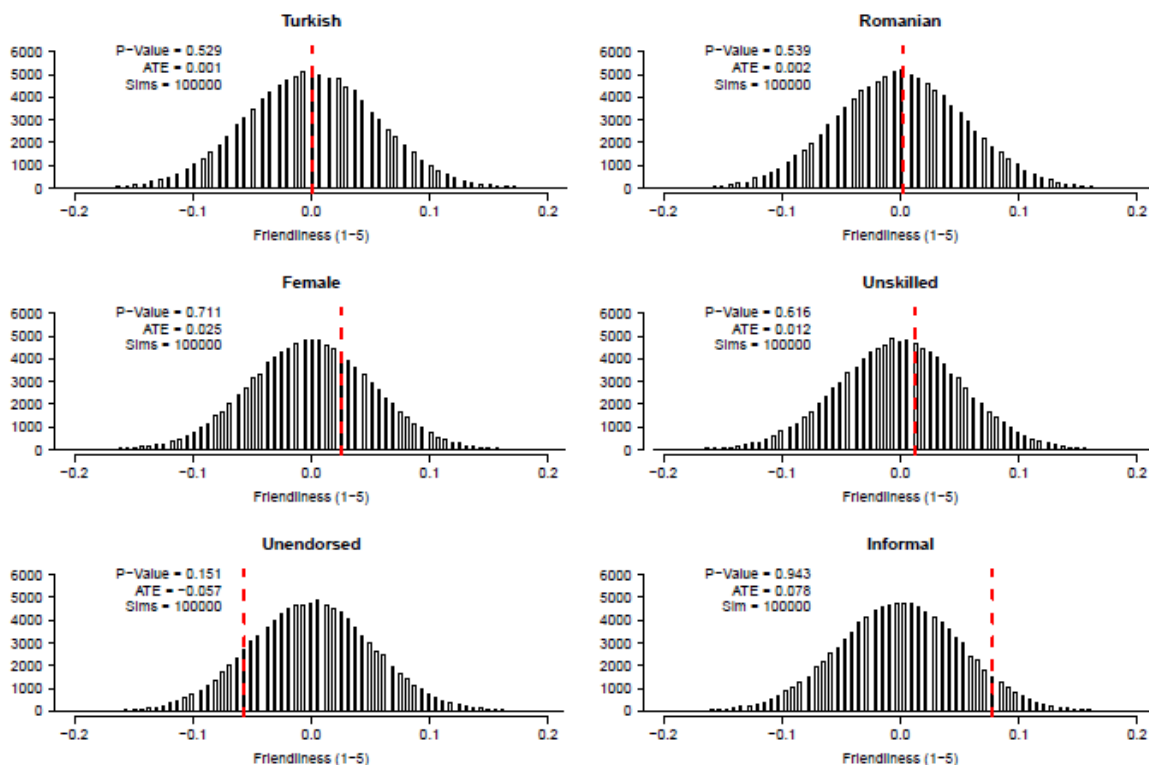 Turkish
P-Value = 0.529
ATE = 0.001
Sims = 100000
6000
5000
4000
3000
2000
1000
0
-0.2
-0.1
0.0
0.1
0.2
Friendliness (1-5)
Romanian
P-Value = 0.539
ATE = 0.002
Sims = 100000
6000
5000
4000
3000
2000
1000
0
-0.2
-0.1
0.0
0.1
0.2
Friendliness (1-5)
Female
P-Value = 0.711
ATE = 0.025
Sims = 100000
6000
5000
4000
3000
2000
1000
0
-0.2
-0.1
0.0
0.1
0.2
Friendliness (1-5)
Unskilled
P-Value = 0.616
ATE = 0.012
Sims = 100000
6000
5000
4000
3000
2000
1000
0
-0.2
-0.1
0.0
0.1
0.2
Friendliness (1-5)
Unendorsed
P-Value = 0.151
ATE = -0.057
Sims = 100000
6000
5000
4000
3000
2000
1000
0
-0.2
-0.1
0.0
0.1
0.2
Friendliness (1-5)
Informal
P-Value = 0.943
ATE = 0.078
Sim = 100000
6000
5000
4000
3000
2000
1000
0
-0.2
-0.1
0.0
0.1
0.2
Friendliness (1-5)